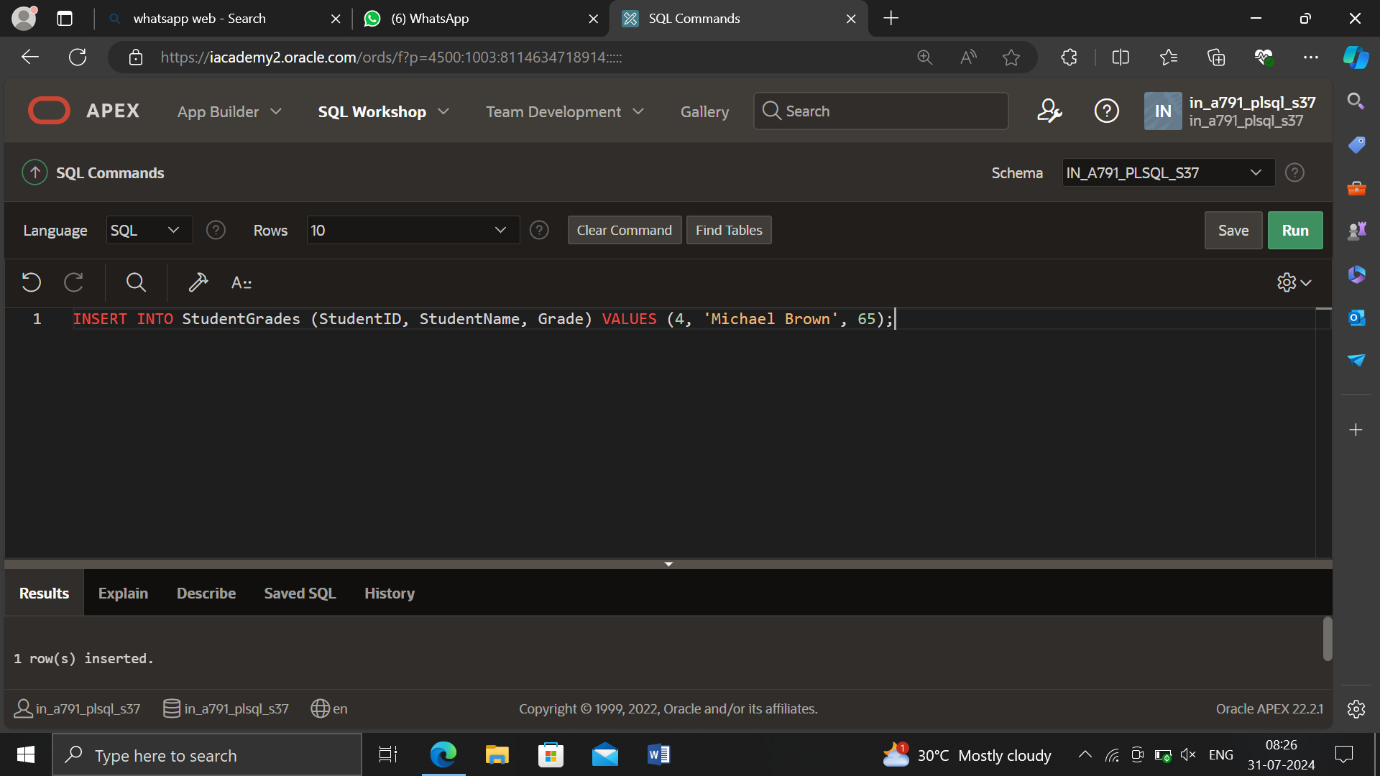 whatsapp web - Search
(6) WhatsApp
SQL Commands
https://iacademy2.oracle.com/ords/f?p=4500:1003:8114634718914:::::
APEX App Builder SQL Workshop Team Development Gallery Search IN in_a791_plsql_s37
in_a791_plsql_s37
SQL Commands Schema IN_A791_PLSQL_S37
Language SQL Rows 10 Clear Command Find Tables Save Run
A::
1 INSERT INTO StudentGrades (StudentID, StudentName, Grade) VALUES (4, 'Michael Brown', 65);
Results Explain Describe Saved SQL History
1 row(s) inserted.
in_a791_plsql_s37 in_a791_plsql_s37 en Copyright © 1999, 2022, Oracle and/or its affiliates. Oracle APEX 22.2.1
Type here to search 1 30°C Mostly cloudy ENG 08:26
31-07-2024